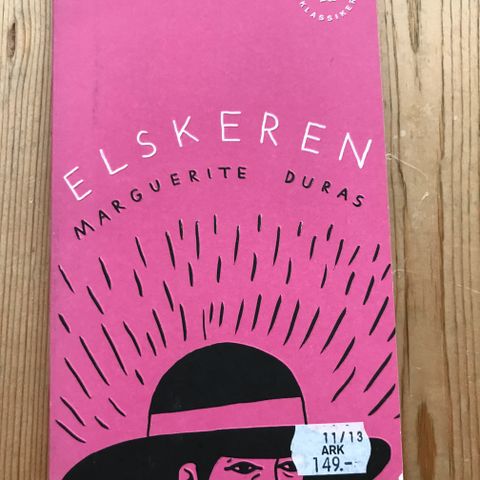 KLASSIKER
ELSKEREN
MARGUERITE DURAS
11/13
ARK
149.-